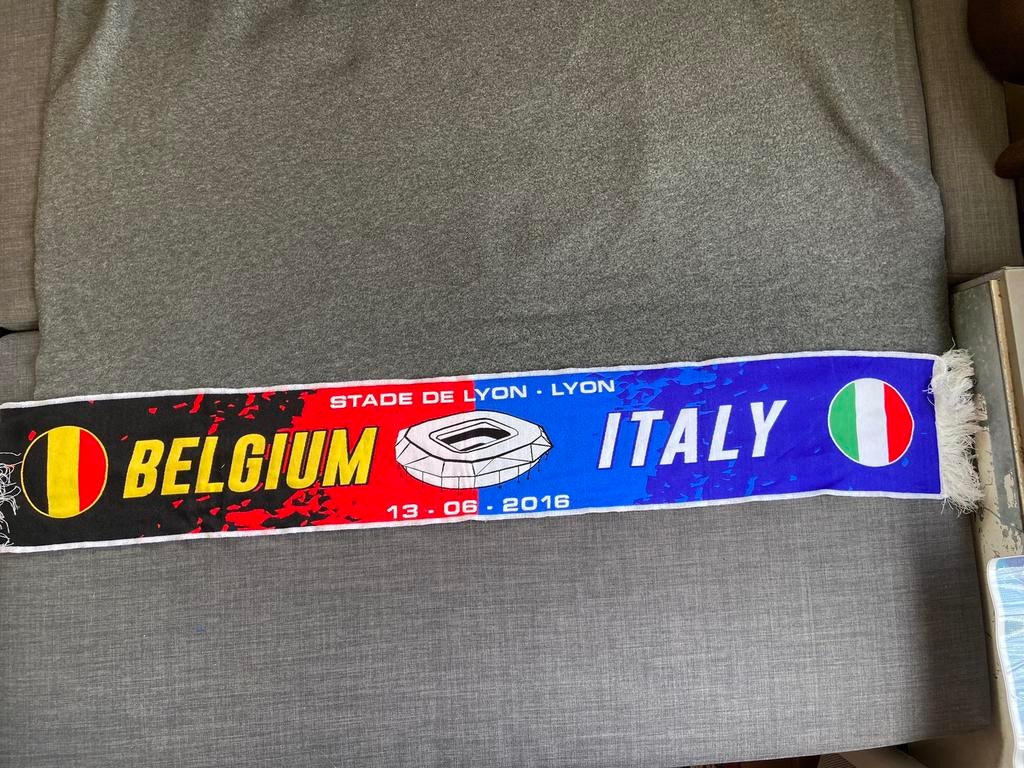 STADE DE LYON · LYON
BELGIUM
ITALY
13 - 06 - 2016